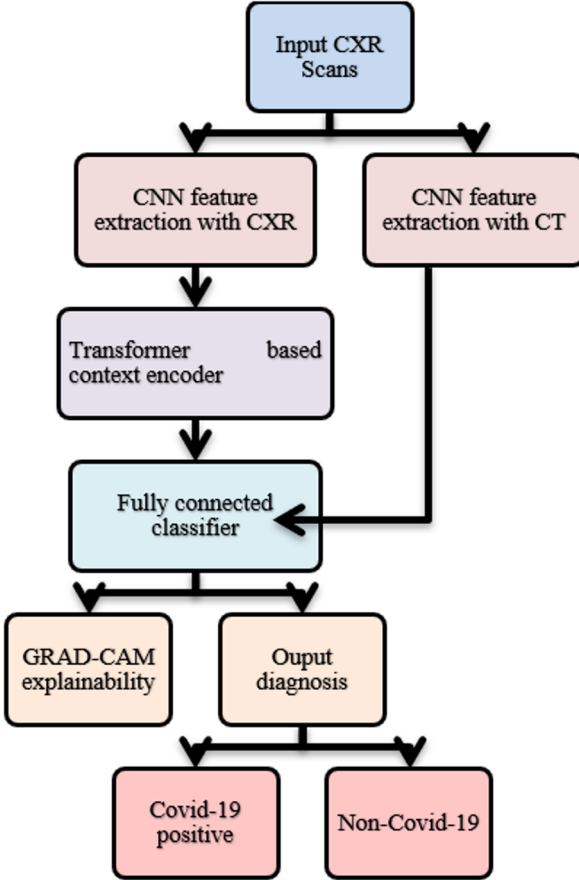 Input CXR
Scans
CNN feature
extraction with CXR
CNN feature
extraction with CT
Transformer based
context encoder
Fully connected
classifier
GRAD-CAM
explainability
Ouput
diagnosis
Covid-19
positive
Non-Covid-19